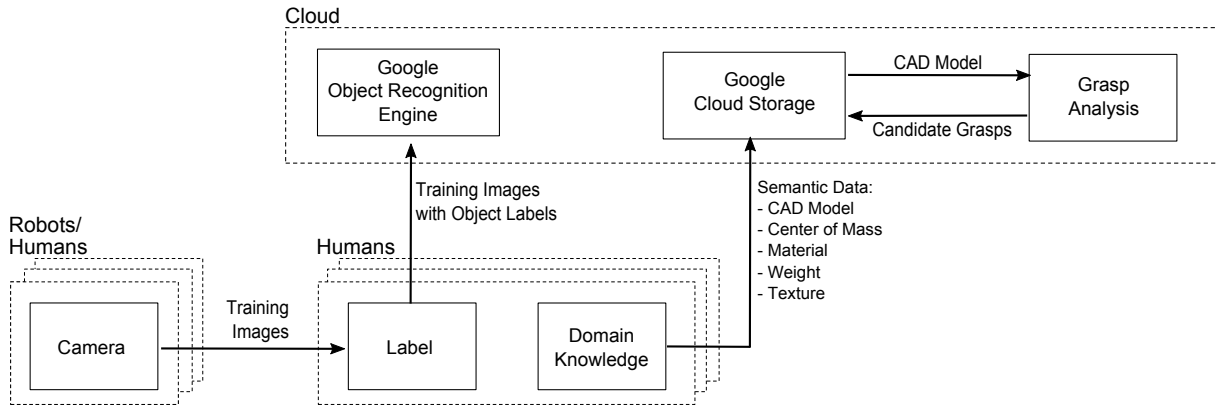 Cloud
Google
Object Recognition
Engine
Google
Cloud Storage
CAD Model
Candidate Grasps
Grasp
Analysis
Training Images
with Object Labels
Semantic Data:
- CAD Model
- Center of Mass
- Material
- Weight
- Texture
Robots/
Humans
Humans
Camera
Training
Images
Label
Domain
Knowledge